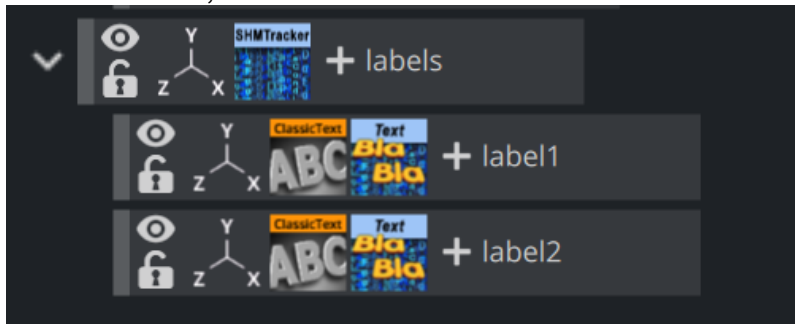 Y SHMTracker
Z X + labels
Y ClassicText Text
Z X ABC Bla Bla + label1
Y ClassicText Text
Z X ABC Bla Bla + label2